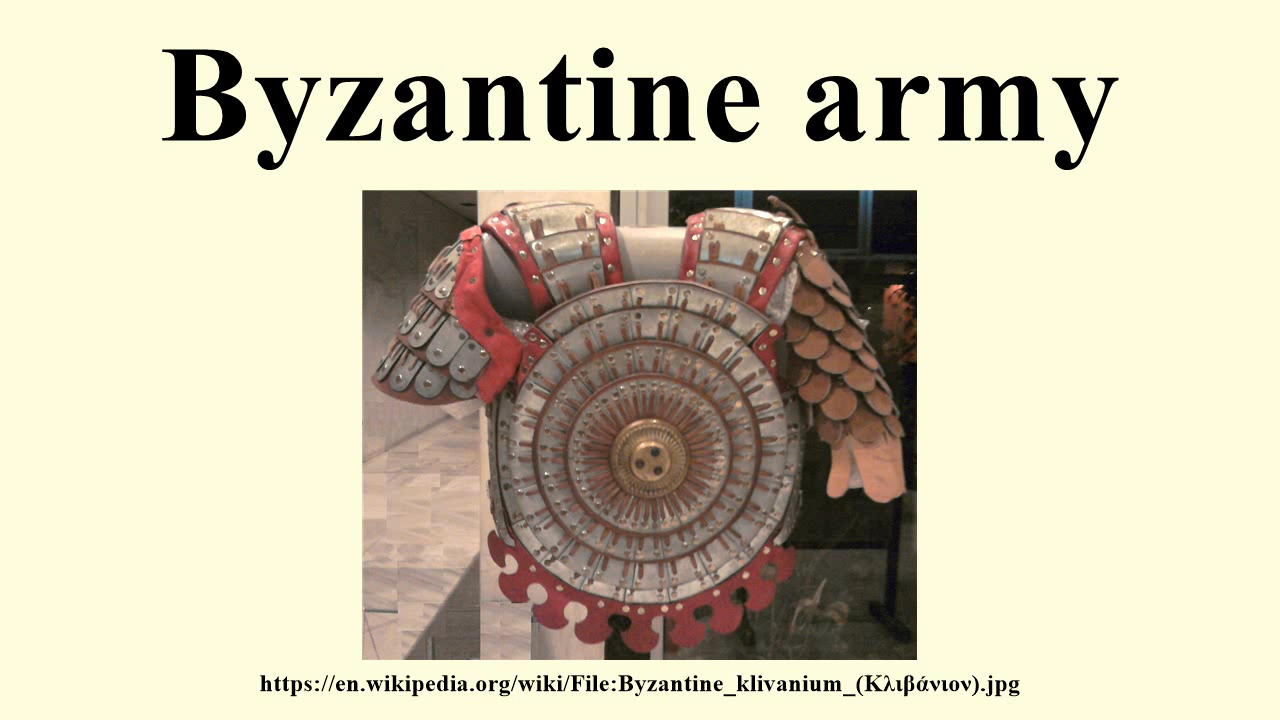 Byzantine army
https://en.wikipedia.org/wiki/File:Byzantine_klivanium_(Κλιβάνιον).jpg